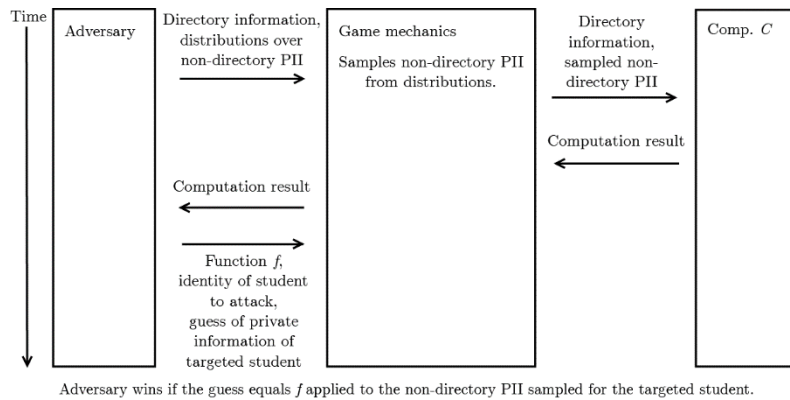 Time
Adversary
Directory information,
distributions over
non-directory PII
Game mechanics
Samples non-directory PII
from distributions.
Directory
information,
sampled non-
directory PII
Comp. C
Computation result
Computation result
Function f,
identity of student
to attack,
guess of private
information of
targeted student
Adversary wins if the guess equals f applied to the non-directory PII sampled for the targeted student.